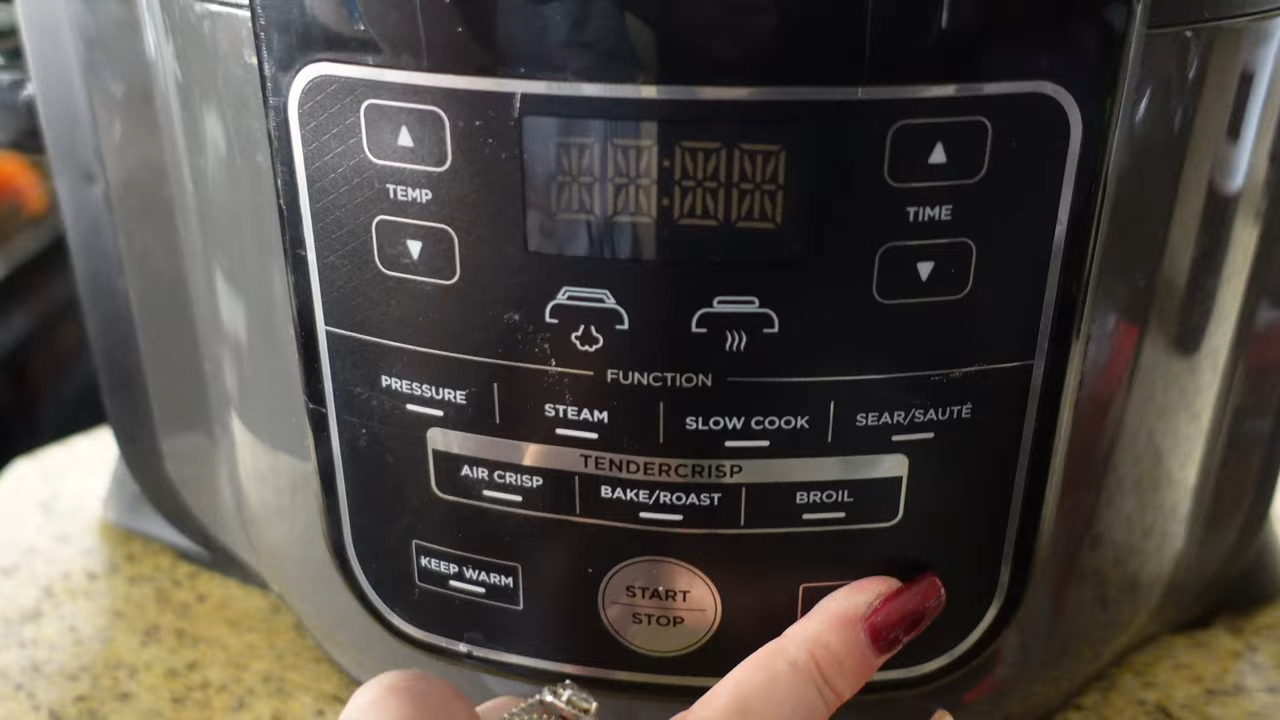 TEMP
TIME
FUNCTION
PRESSURE
STEAM
SLOW COOK
SEAR/SAUTÉ
TENDERCRISP
AIR CRISP
BAKE/ROAST
BROIL
KEEP WARM
START
STOP